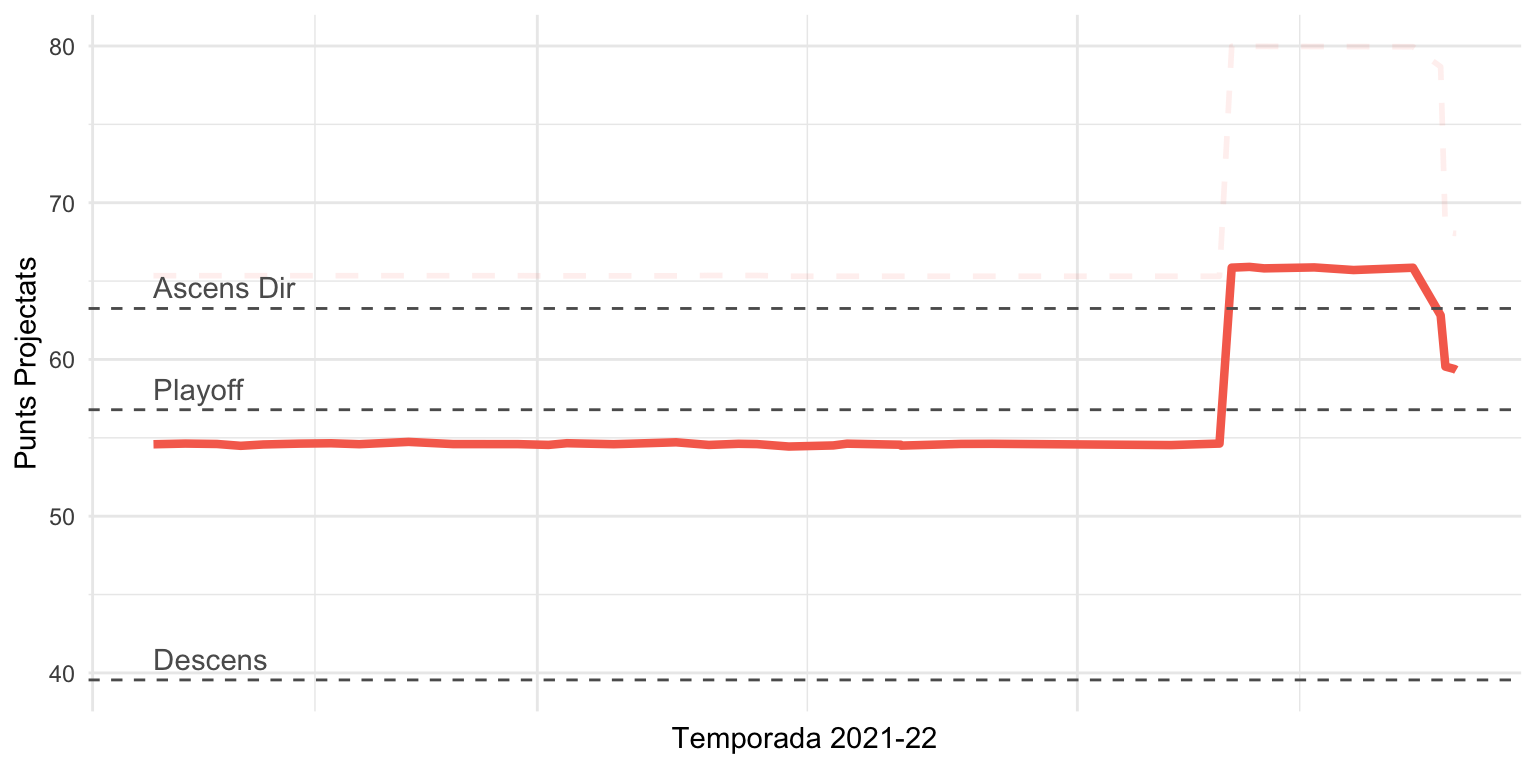 80
70
60
50
40
Punts Projectats
Ascens Dir
Playoff
Descens
Temporada 2021-22